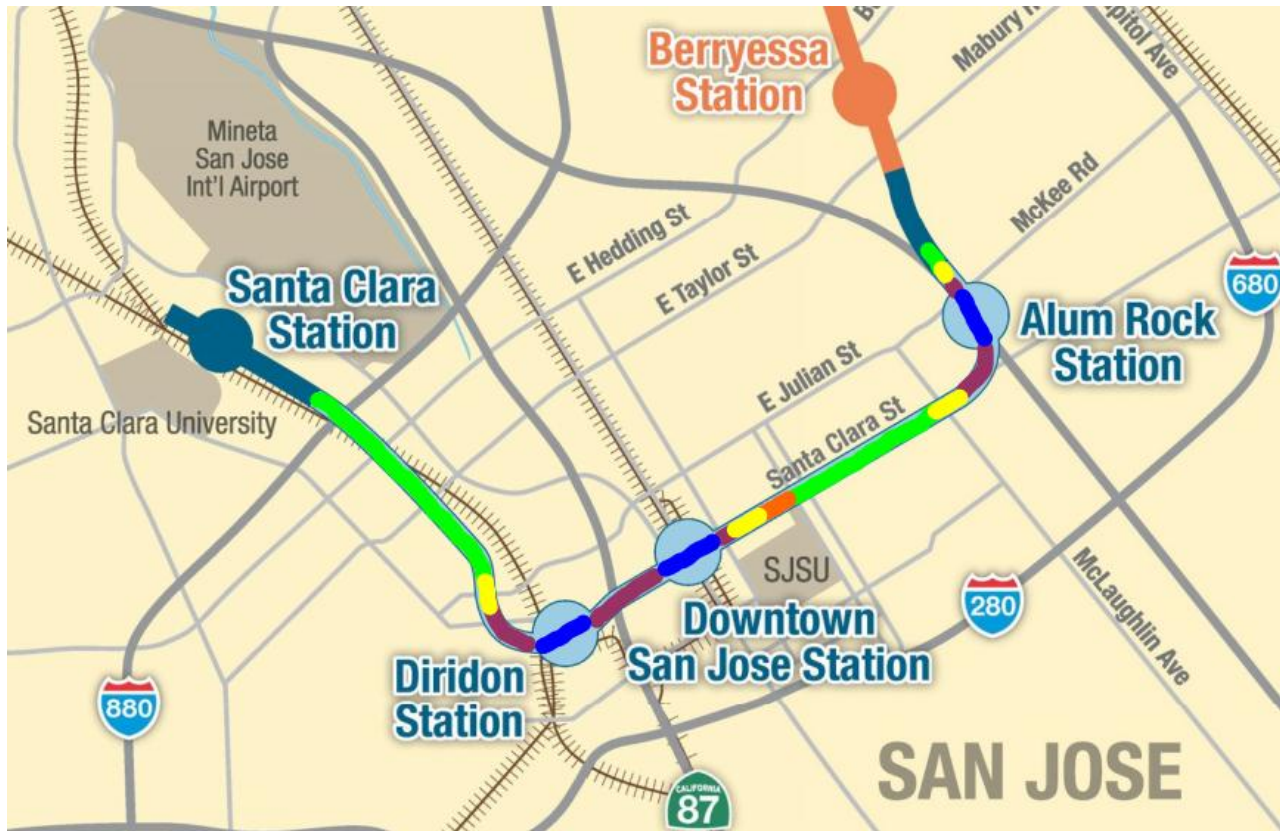 Berryessa
Station
Mabury
Capitol Ave
Mineta
San Jose
Int'l Airport
McKee Rd
E Hedding St
E Taylor St
680
Santa Clara
Station
Alum Rock
Station
E Julian St
Santa Clara St
Santa Clara University
SJSU
280
McLaughlin Ave
Downtown
San Jose Station
Diridon
Station
880
SAN JOSE
CALIFORNIA
87